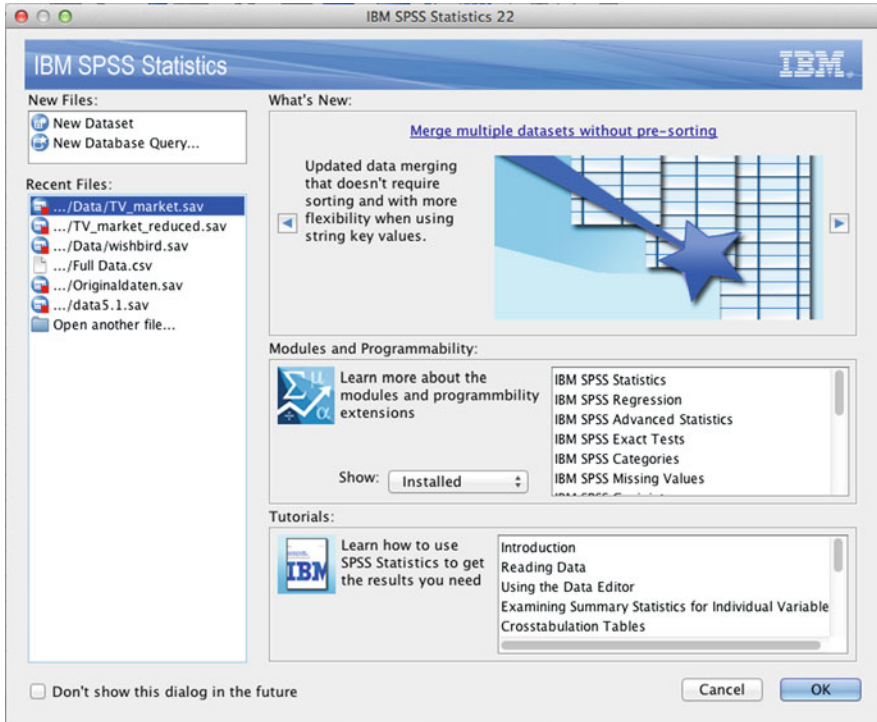 IBM SPSS Statistics 22
IBM SPSS Statistics
IBM.
New Files:
New Dataset
New Database Query...
Recent Files:
.../Data/TV_market.sav
.../TV_market_reduced.sav
.../Data/wishbird.sav
.../Full Data.csv
.../Originaldaten.sav
.../data5.1.sav
Open another file...
What's New:
Merge multiple datasets without pre-sorting
Updated data merging
that doesn't require
sorting and with more
flexibility when using
string key values.
Modules and Programmability:
Σ μ
÷ α
Learn more about the
modules and programmbility
extensions
Show: Installed
IBM SPSS Statistics
IBM SPSS Regression
IBM SPSS Advanced Statistics
IBM SPSS Exact Tests
IBM SPSS Categories
IBM SPSS Missing Values
Tutorials:
IBM
Learn how to use
SPSS Statistics to get
the results you need
Introduction
Reading Data
Using the Data Editor
Examining Summary Statistics for Individual Variable
Crosstabulation Tables
Don't show this dialog in the future
Cancel
OK